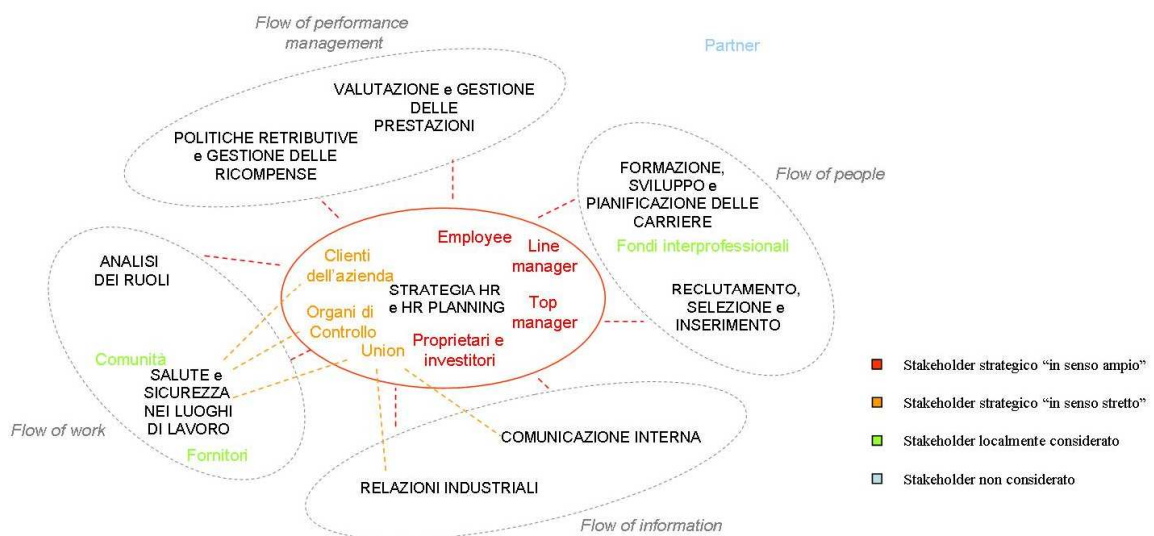 Flow of performance
management
Partner
VALUTAZIONE e GESTIONE
DELLE
PRESTAZIONI
POLITICHE RETRIBUTIVE
e GESTIONE DELLE
RICOMPENSE
FORMAZIONE,
SVILUPPO e
PIANIFICAZIONE DELLE
CARRIERE
Flow of people
Fondi interprofessionali
RECLUTAMENTO,
SELEZIONE e
INSERIMENTO
Employee
Line
manager
Clienti
dell'azienda
STRATEGIA HR
e HR PLANNING
Top
manager
Organi di
Controllo
Union
Proprietari e
investitori
ANALISI
DEI RUOLI
Comunità
SALUTE e
SICUREZZA
NEI LUOGHI
DI LAVORO
Flow of work
Fornitori
COMUNICAZIONE INTERNA
RELAZIONI INDUSTRIALI
Flow of information
Stakeholder strategico “in senso ampio”
Stakeholder strategico “in senso stretto”
Stakeholder localmente considerato
Stakeholder non considerato